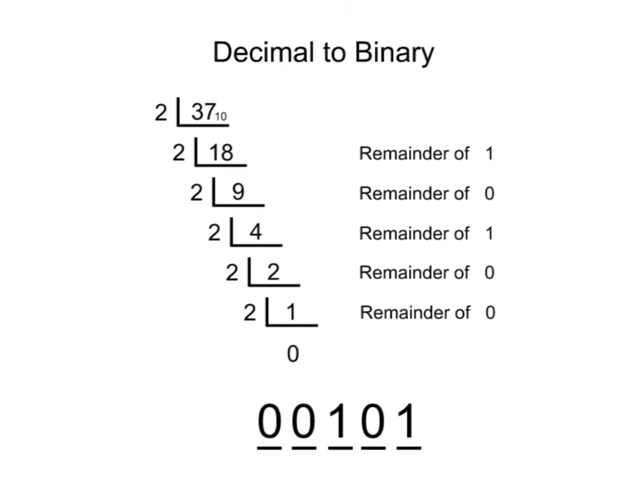 Decimal to Binary
2 37₁₀
2 18 Remainder of 1
2 9 Remainder of 0
2 4 Remainder of 1
2 2 Remainder of 0
2 1 Remainder of 0
0
0 0 1 0 1